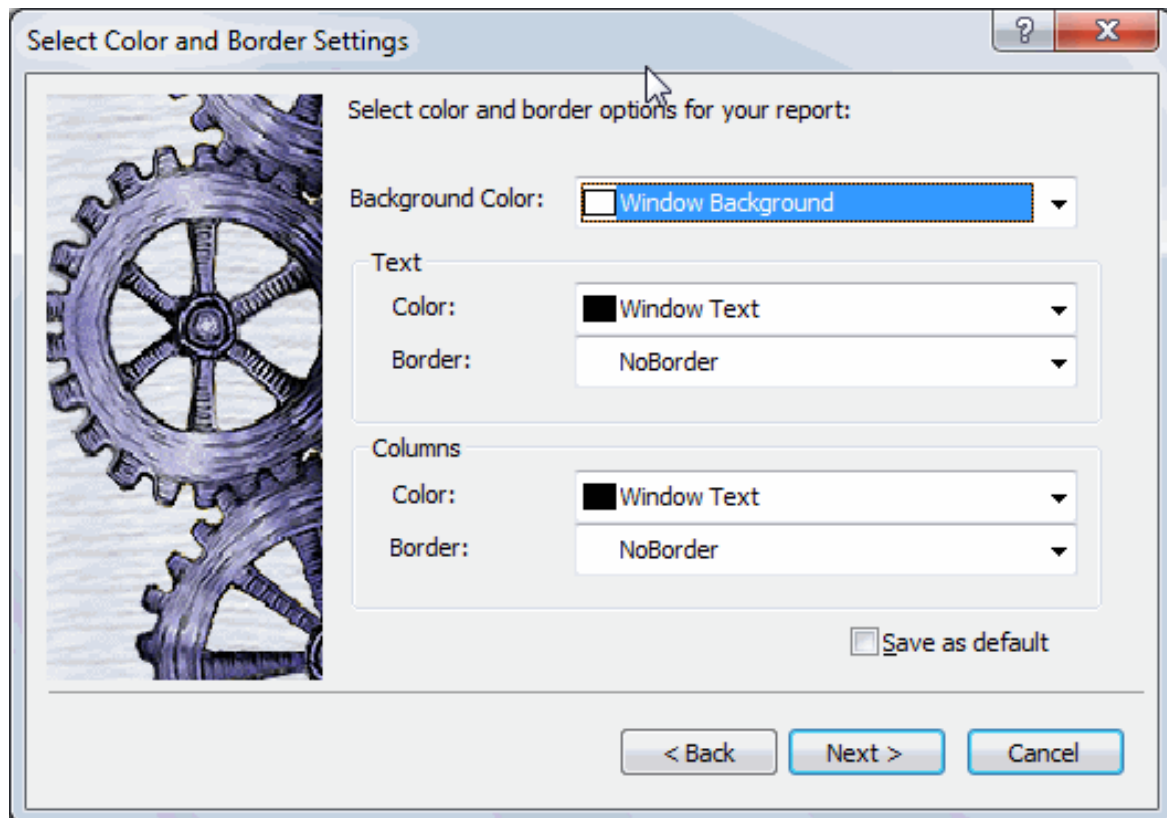 Select Color and Border Settings
Select color and border options for your report:
Background Color: Window Background
Text
Color: Window Text
Border: NoBorder
Columns
Color: Window Text
Border: NoBorder
Save as default
< Back Next > Cancel